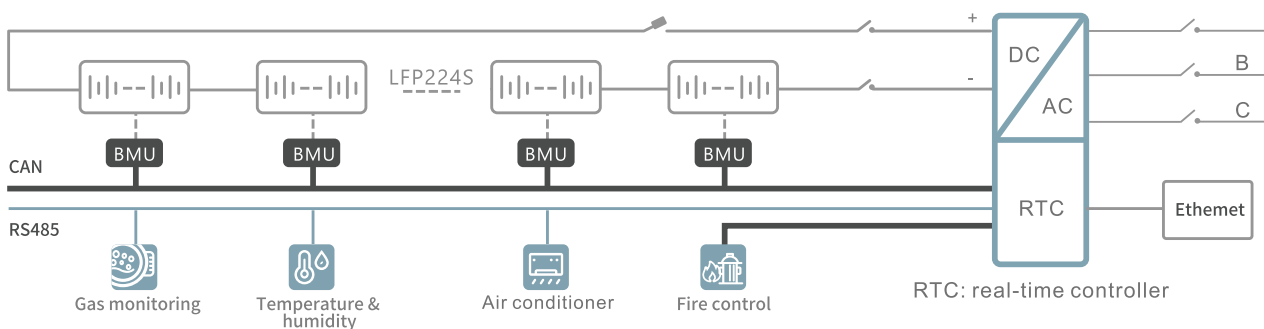 +
DC
LFP224S
-
B
AC
C
BMU
BMU
BMU
BMU
CAN
RTC
Ethemet
RS485
Gas monitoring
Temperature &
humidity
Air conditioner
Fire control
RTC: real-time controller